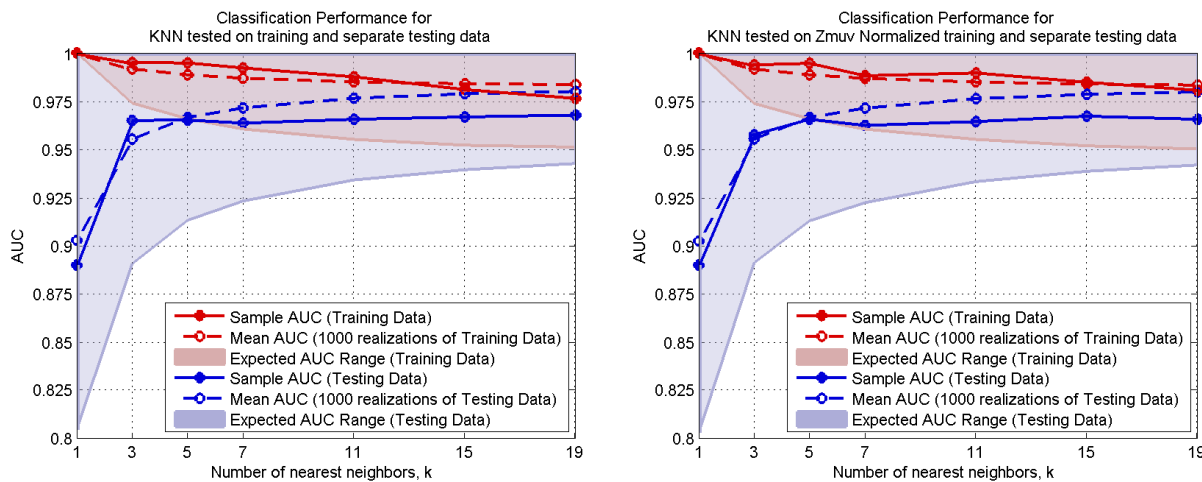 Classification Performance for
KNN tested on training and separate testing data
1
0.975
0.95
0.925
0.9
0.875
0.85
0.825
0.8
AUC
Sample AUC (Training Data)
Mean AUC (1000 realizations of Training Data)
Expected AUC Range (Training Data)
Sample AUC (Testing Data)
Mean AUC (1000 realizations of Testing Data)
Expected AUC Range (Testing Data)
1 3 5 7 11 15 19
Number of nearest neighbors, k
Classification Performance for
KNN tested on Zmuv Normalized training and separate testing data
1
0.975
0.95
0.925
0.9
0.875
0.85
0.825
0.8
AUC
Sample AUC (Training Data)
Mean AUC (1000 realizations of Training Data)
Expected AUC Range (Training Data)
Sample AUC (Testing Data)
Mean AUC (1000 realizations of Testing Data)
Expected AUC Range (Testing Data)
1 3 5 7 11 15 19
Number of nearest neighbors, k